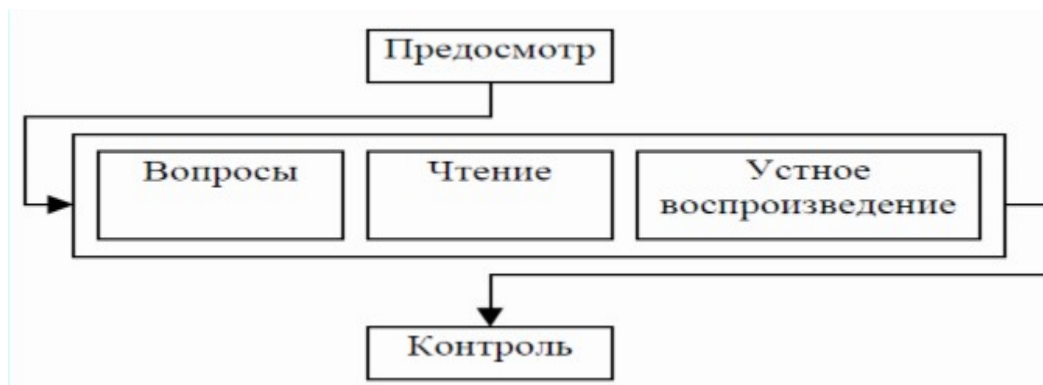 Предосмотр
Вопросы
Чтение
Устное
воспроизведение
Контроль